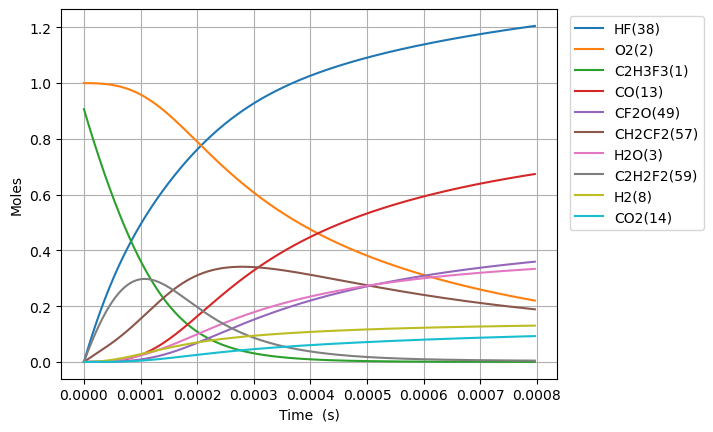 1.2
1.0
0.8
0.6
0.4
0.2
0.0
Moles
0.0000 0.0001 0.0002 0.0003 0.0004 0.0005 0.0006 0.0007 0.0008
Time (s)
HF(38)
O2(2)
C2H3F3(1)
CO(13)
CF2O(49)
CH2CF2(57)
H2O(3)
C2H2F2(59)
H2(8)
CO2(14)